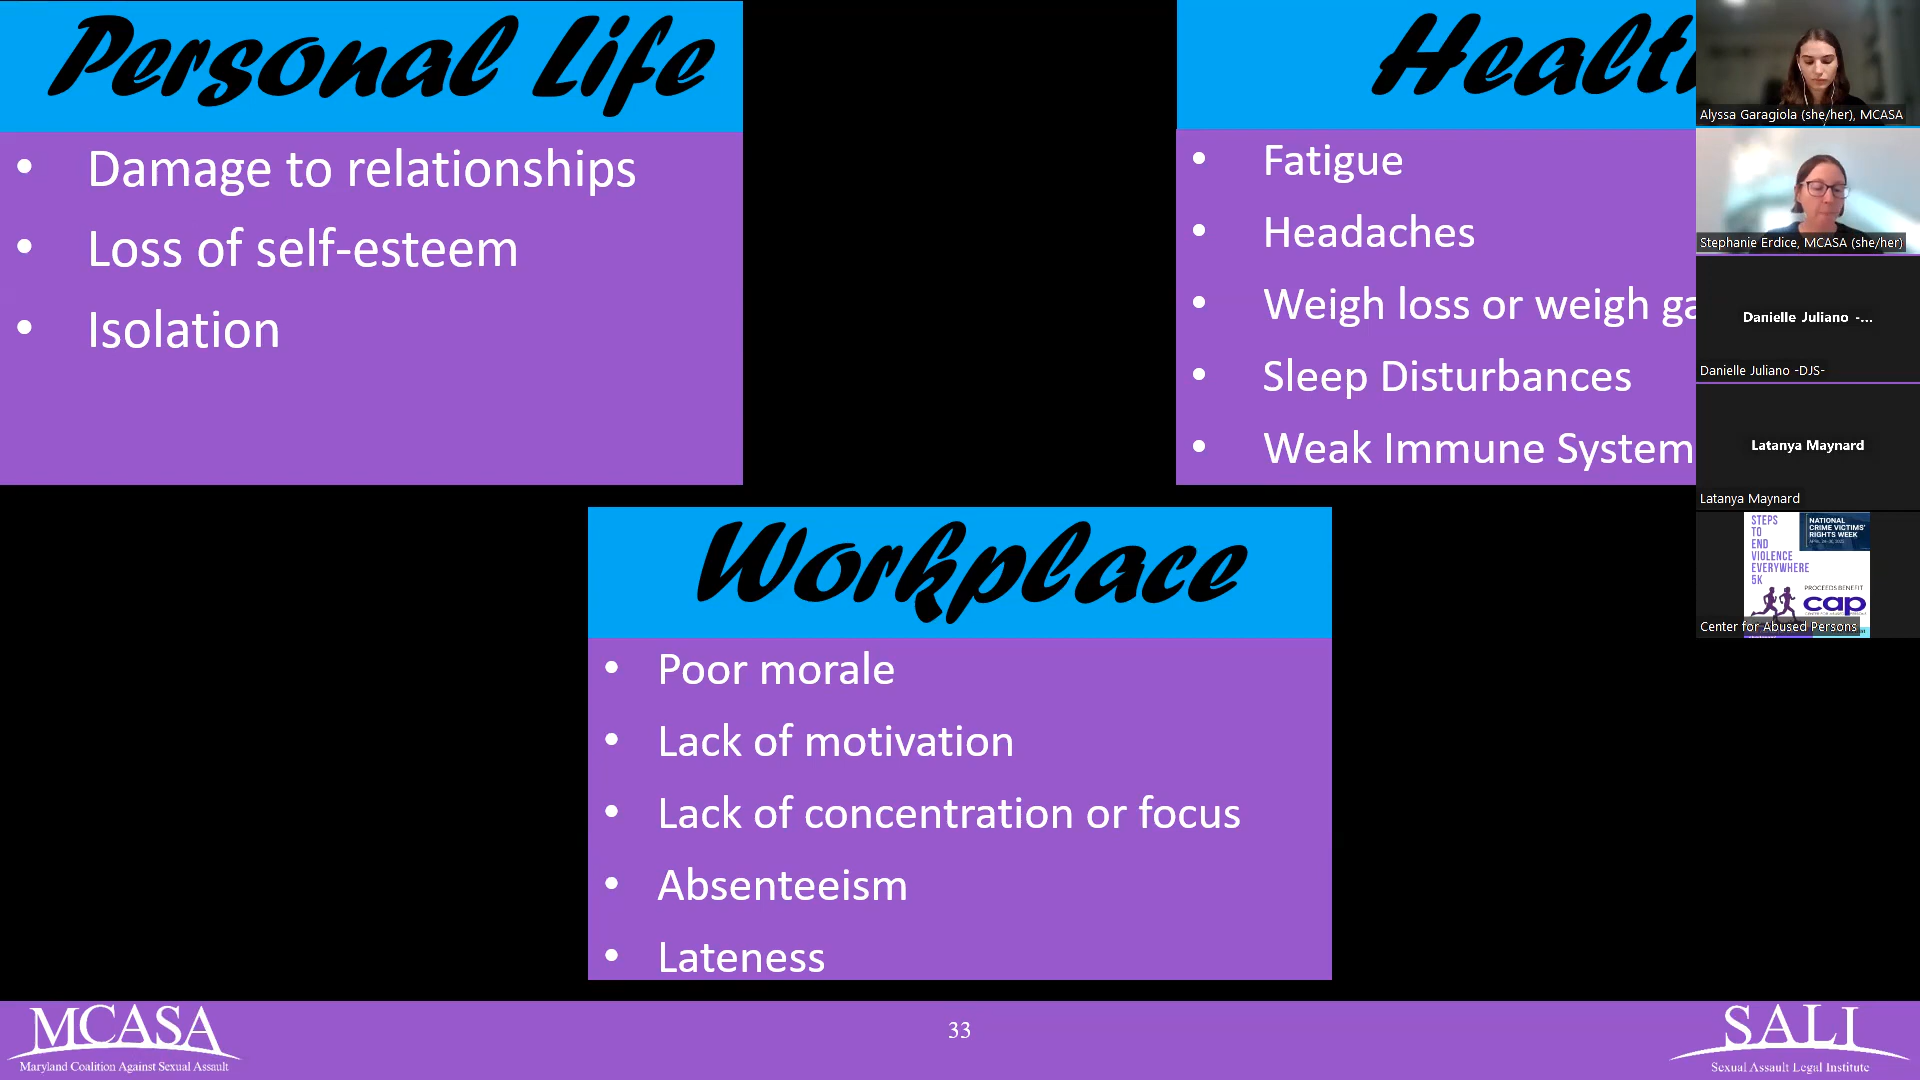 Personal Life
• Damage to relationships
• Loss of self-esteem
• Isolation
Healt
• Fatigue
• Headaches
• Weigh loss or weigh ga
• Sleep Disturbances
• Weak Immune System
Workplace
• Poor morale
• Lack of motivation
• Lack of concentration or focus
• Absenteeism
• Lateness
Alyssa Garagiola (she/her), MCASA
Stephanie Erdice, MCASA (she/her)
Danielle Juliano -...
Danielle Juliano -DJS-
Latanya Maynard
Latanya Maynard
STEPS
TO
END
VIOLENCE
EVERYWHERE
5K
NATIONAL
CRIME VICTIMS'
RIGHTS WEEK
PROCEEDS BENEFIT
cap
Center for Abused Persons
MCASA
Maryland Coalition Against Sexual Assault
33
SALI
Sexual Assault Legal Institute